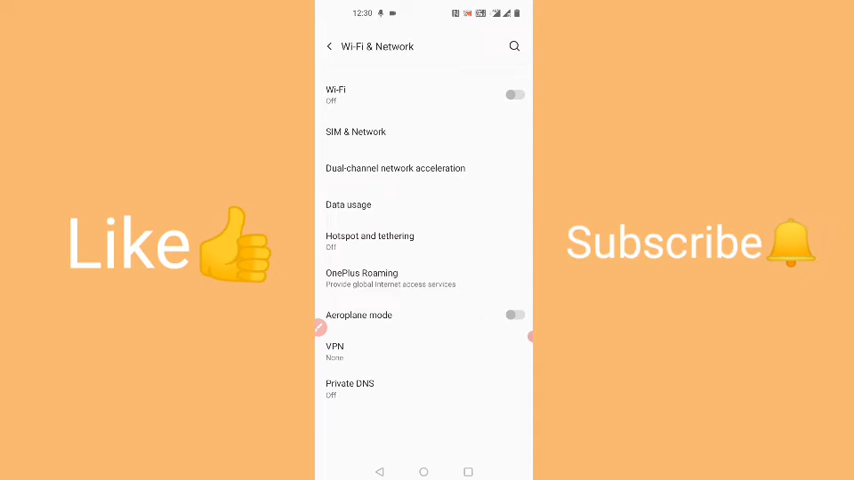 12:30
Wi-Fi & Network
Wi-Fi
Off
SIM & Network
Dual-channel network acceleration
Data usage
Hotspot and tethering
Off
OnePlus Roaming
Provide global Internet access services
Aeroplane mode
VPN
None
Private DNS
Off
Like👍
Subscribe🔔